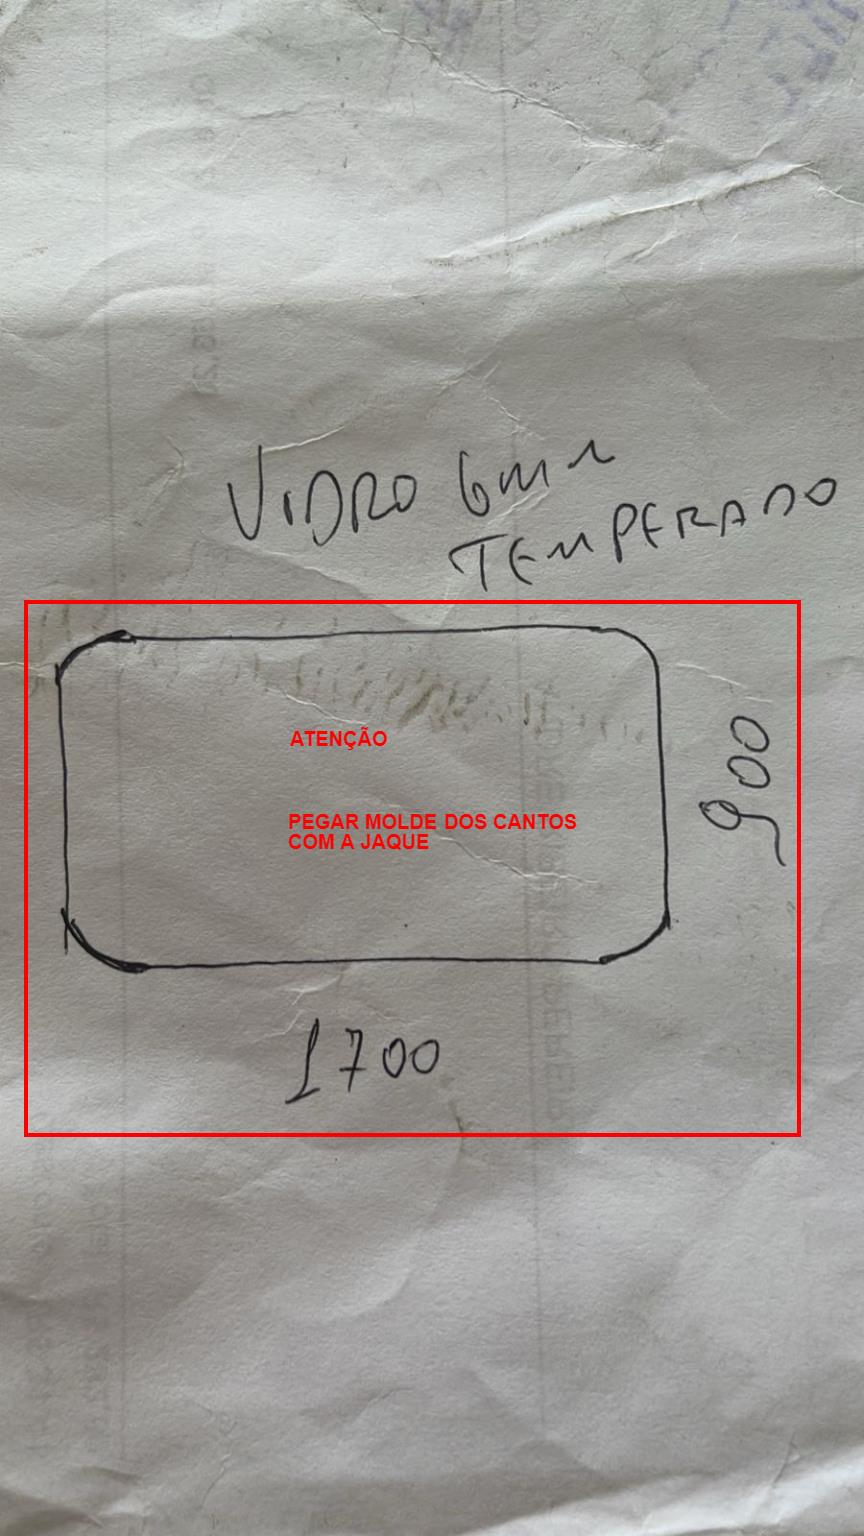 VIDRO 6mm
TEMPERADO
ATENÇÃO
PEGAR MOLDE DOS CANTOS
COM A JAQUE
900
1700